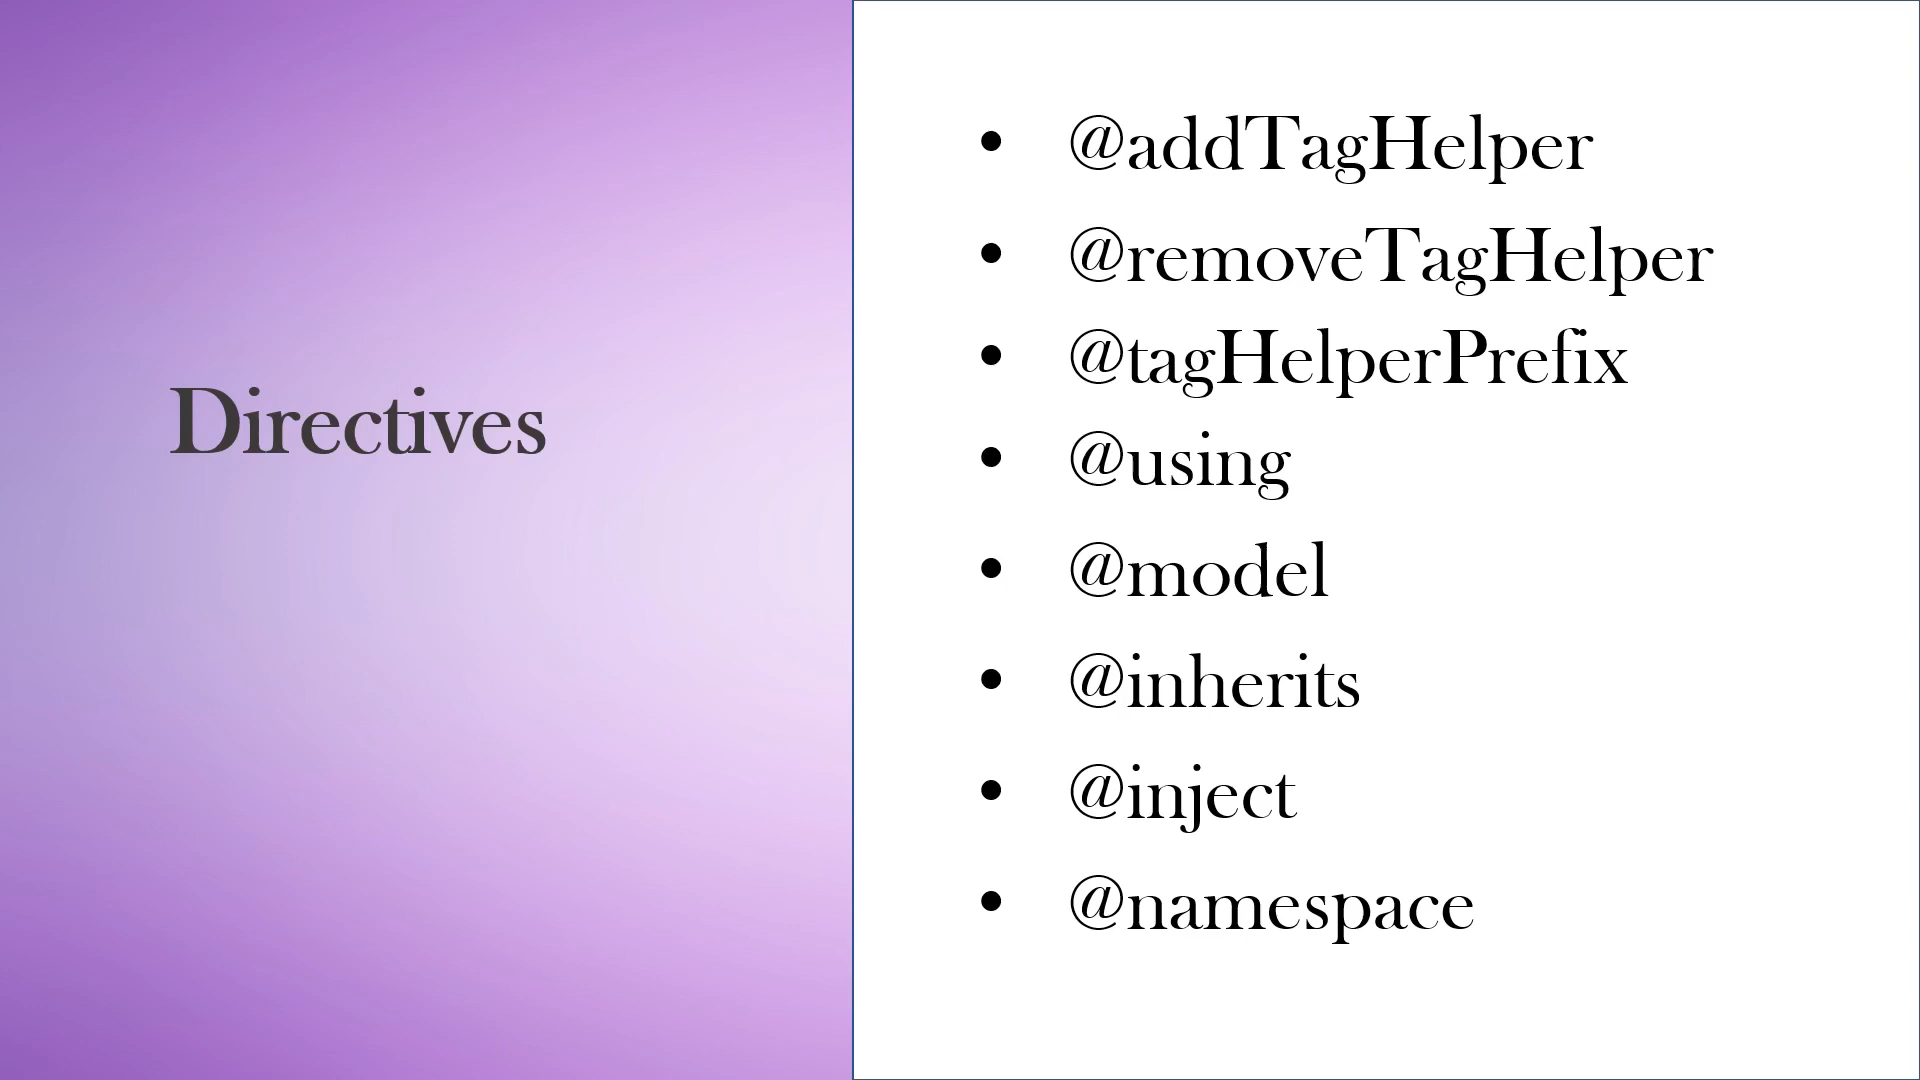 Directives
• @addTagHelper
• @removeTagHelper
• @tagHelperPrefix
• @using
• @model
• @inherits
• @inject
• @namespace